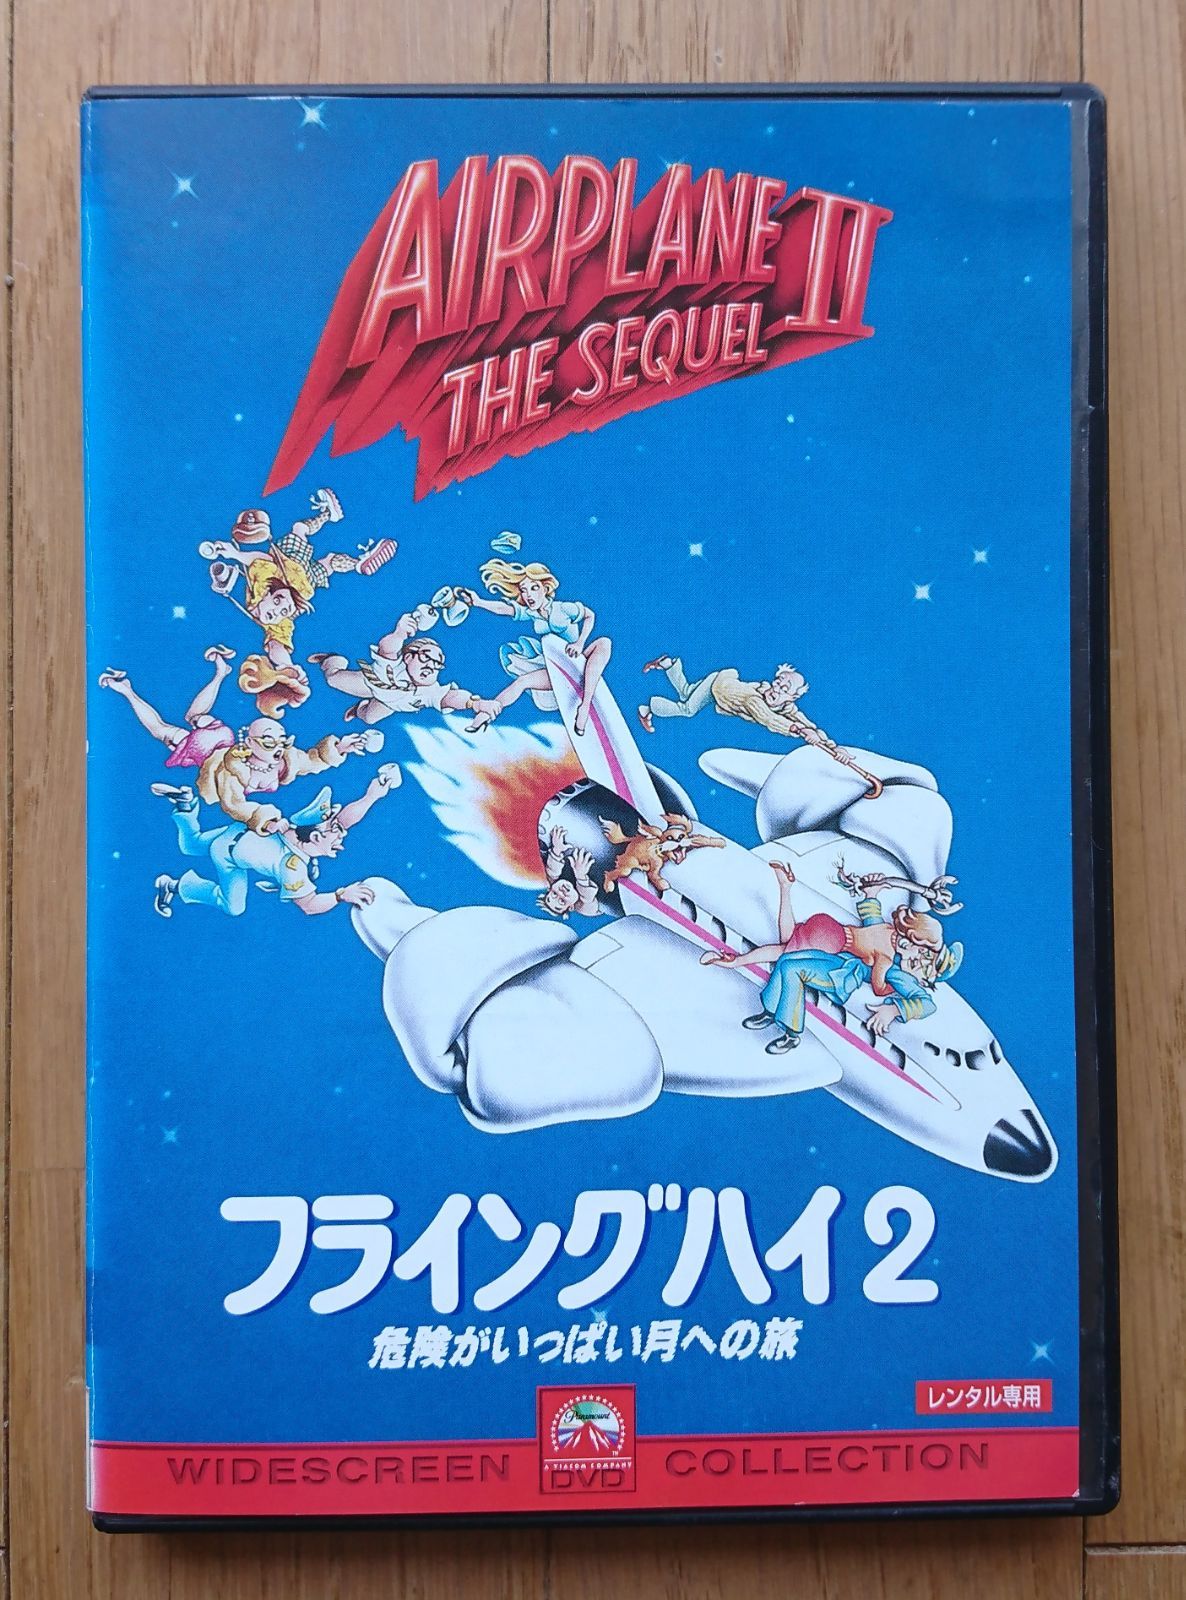 AIRPLANE II
THE SEQUEL
フライングハイ2
危険がいっぱい月への旅
レンタル専用
Paramount
TM
A VIACOM COMPANY
WIDESCREEN DVD COLLECTION